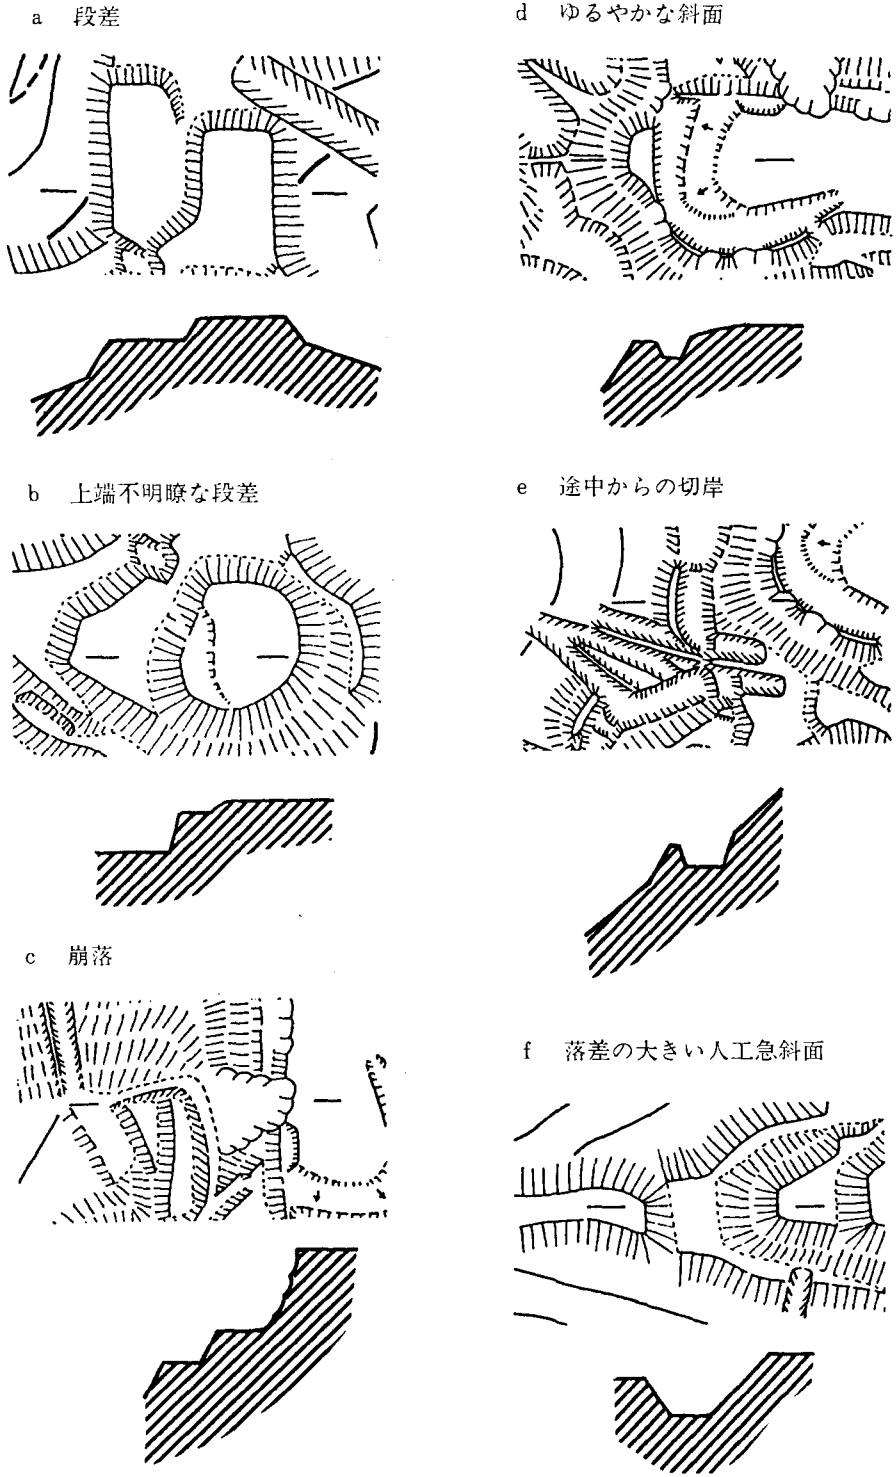 a 段差
b 上端不明瞭な段差
c 崩落
d ゆるやかな斜面
e 途中からの切岸
f 落差の大きい人工急斜面